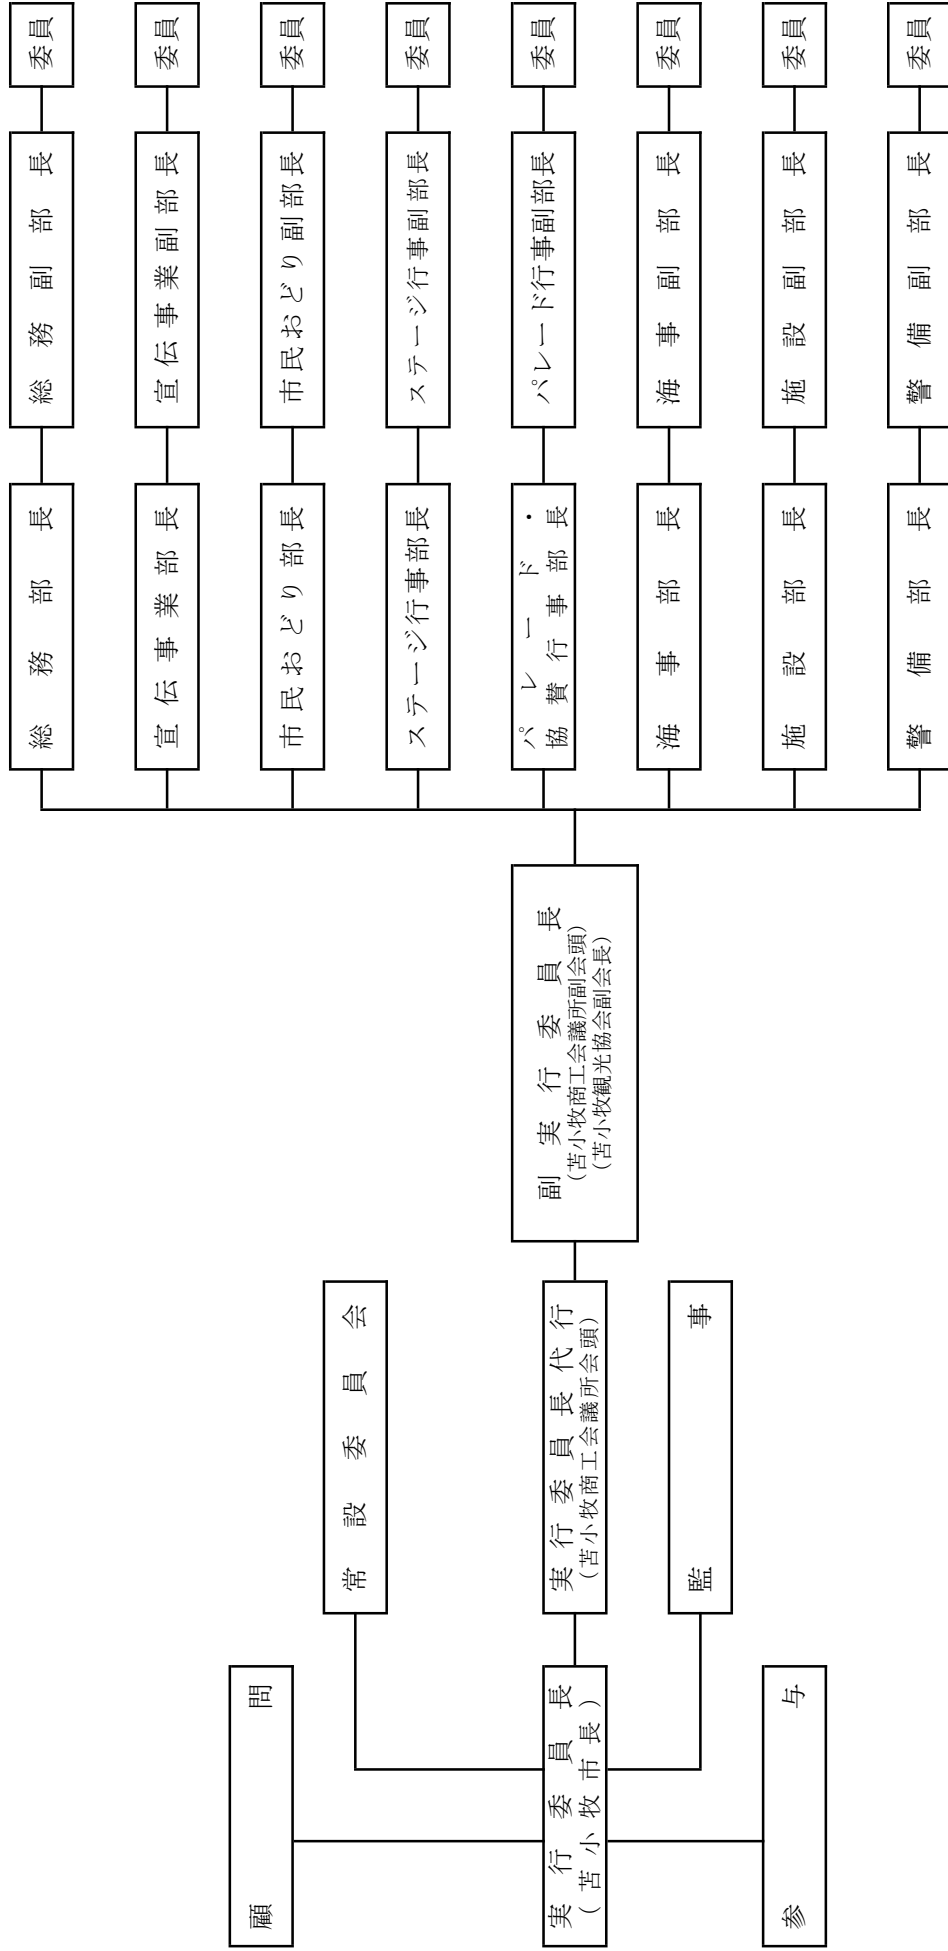 顧問
実行委員長
(苫小牧市長)
参与
常設委員会
実行委員長代行
(苫小牧商工会議所会頭)
監事
副実行委員長
(苫小牧商工会議所副会頭)
(苫小牧観光協会副会長)
総務部長
総務副部長
委員
宣伝事業部長
宣伝事業副部長
委員
市民おどり部長
市民おどり副部長
委員
ステージ行事部長
ステージ行事副部長
委員
パレード・
協賛行事部長
パレード行事副部長
委員
海事部長
海事副部長
委員
施設部長
施設副部長
委員
警備部長
警備副部長
委員